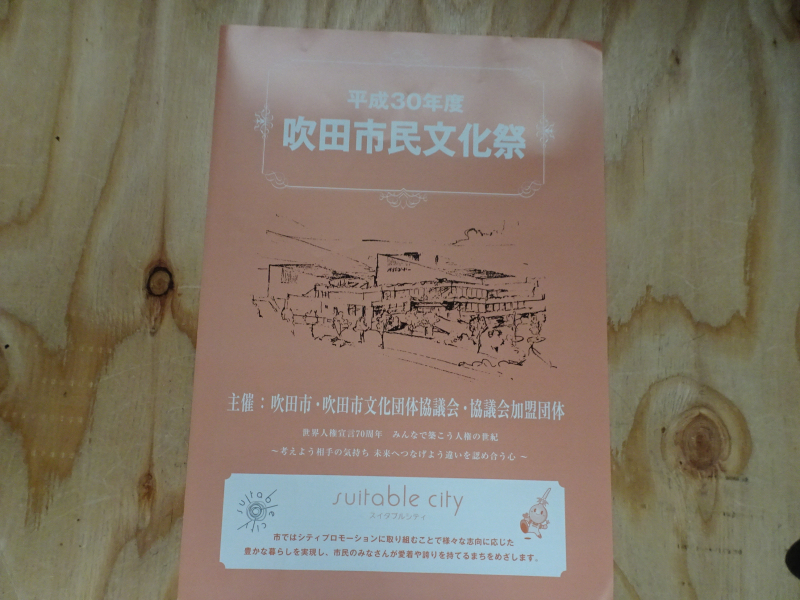 平成30年度
吹田市民文化祭
主催：吹田市・吹田市文化団体協議会・協議会加盟団体
世界人権宣言70周年　みんなで築こう人権の世紀
～考えよう相手の気持ち 未来へつなげよう違いを認め合う心～
suitable city
suitable city
スイタブルシティ
市ではシティプロモーションに取り組むことで様々な志向に応じた
豊かな暮らしを実現し、市民のみなさんが愛着や誇りを持てるまちをめざします。